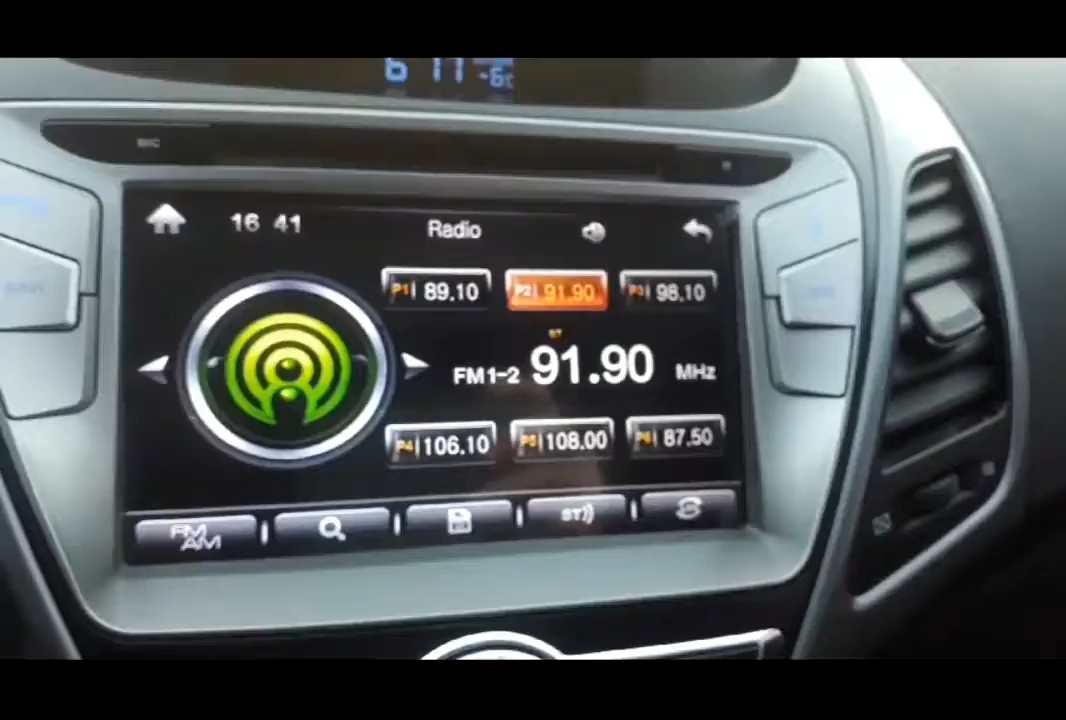 16 41 Radio
P1 89.10 P2 91.90 P3 98.10
ST
FM1-2 91.90 MHz
P4 106.10 P5 108.00 P6 87.50
FM AM ST